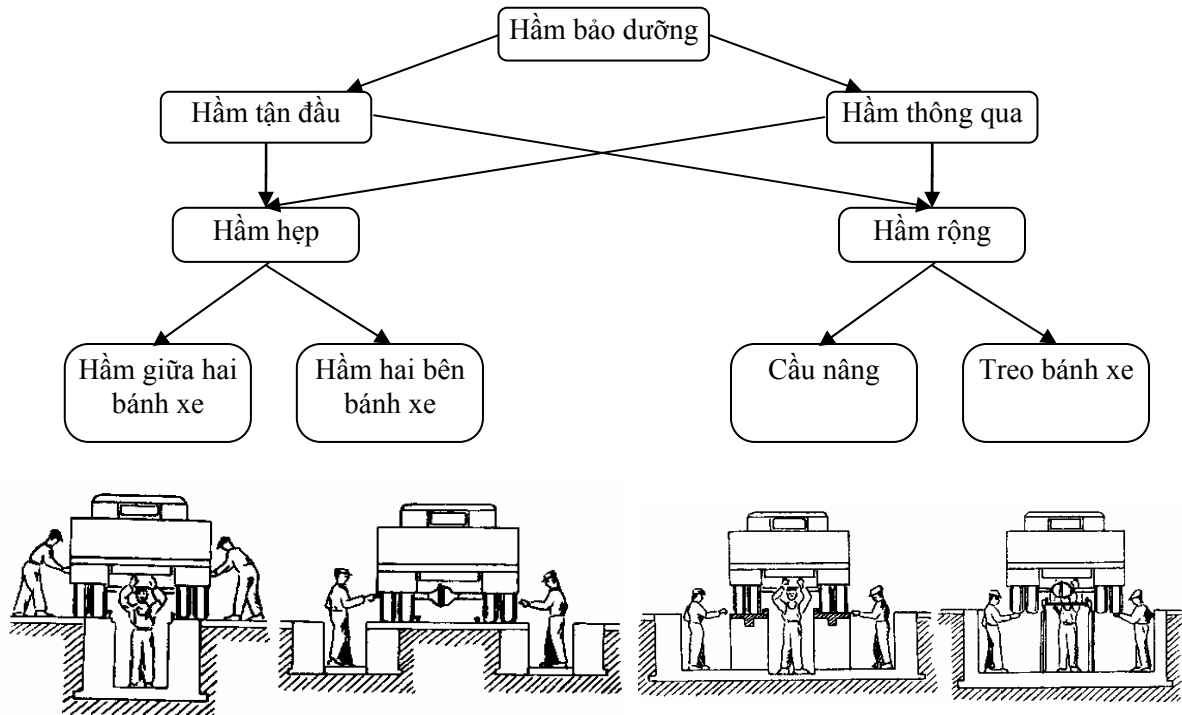 Hầm bảo dưỡng
Hầm tận đầu
Hầm thông qua
Hầm hẹp
Hầm rộng
Hầm giữa hai
bánh xe
Hầm hai bên
bánh xe
Cầu nâng
Treo bánh xe